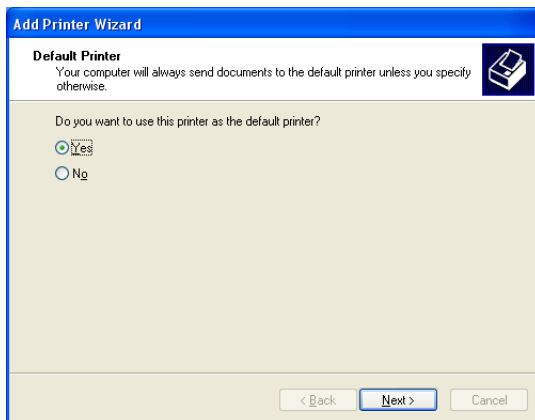 Add Printer Wizard
Default Printer
Your computer will always send documents to the default printer unless you specify
otherwise.
Do you want to use this printer as the default printer?
Yes
No
< Back Next > Cancel